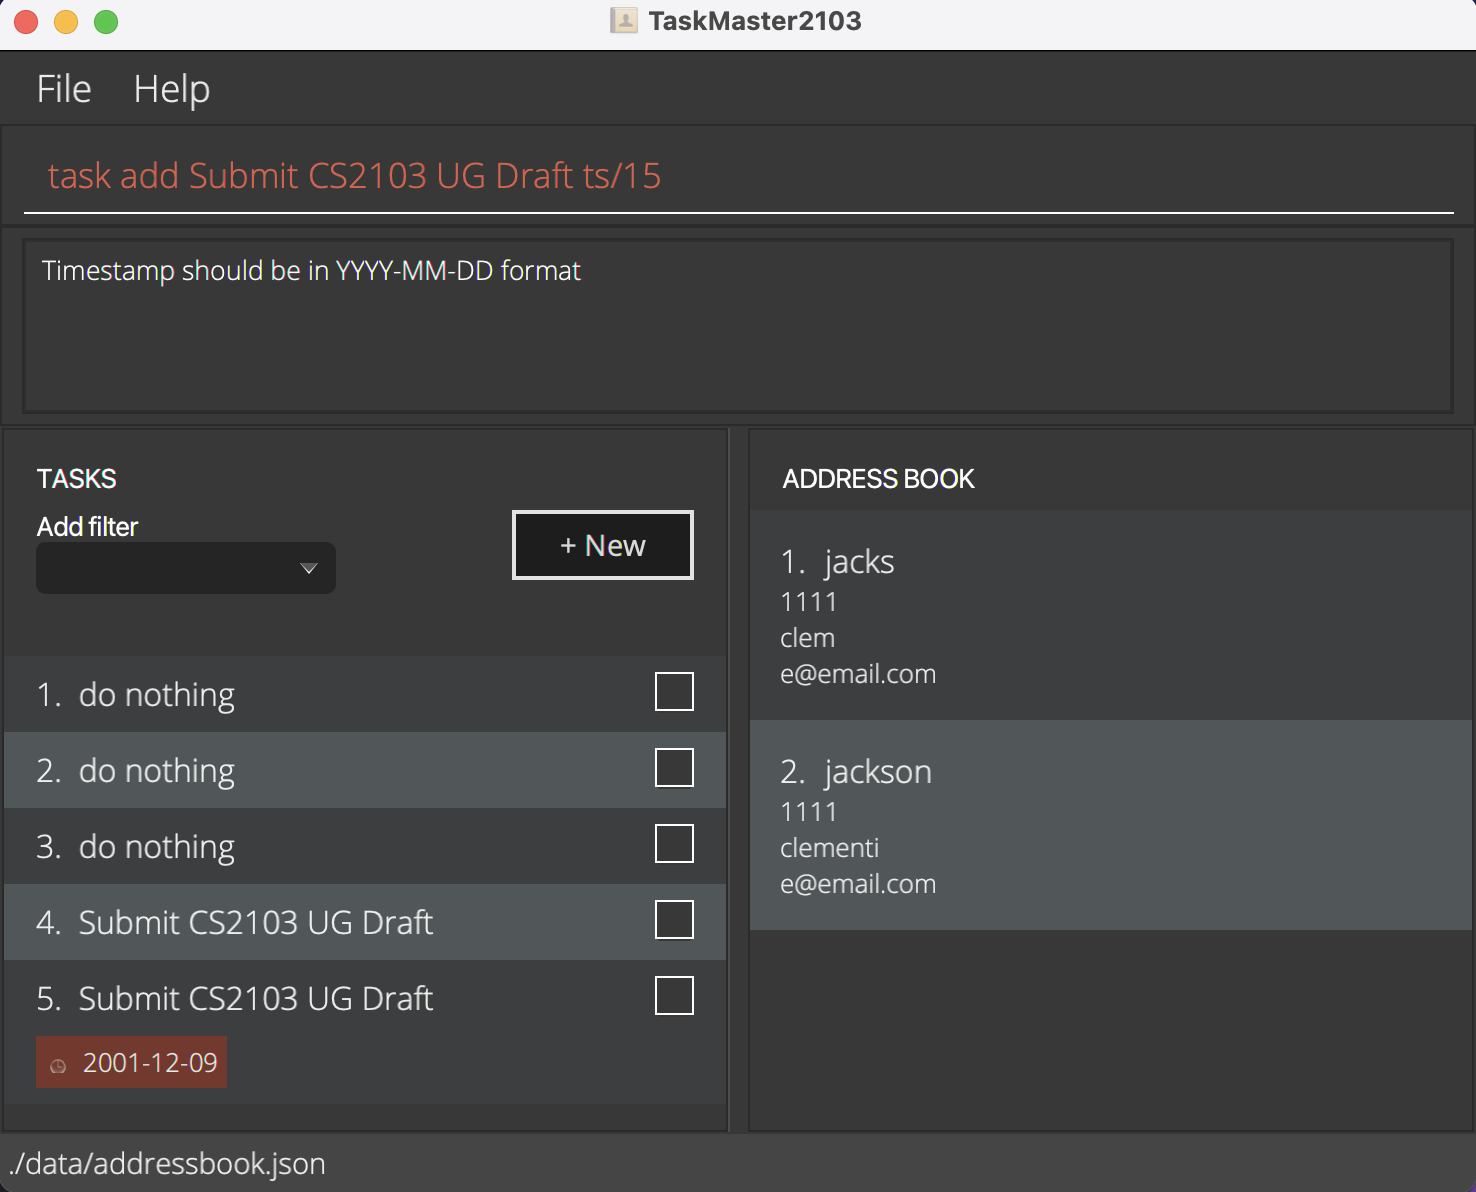 TaskMaster2103
File Help
task add Submit CS2103 UG Draft ts/15
Timestamp should be in YYYY-MM-DD format
TASKS
Add filter
+ New
1. do nothing
2. do nothing
3. do nothing
4. Submit CS2103 UG Draft
5. Submit CS2103 UG Draft
2001-12-09
ADDRESS BOOK
1. jacks
1111
clem
e@email.com
2. jackson
1111
clementi
e@email.com
./data/addressbook.json